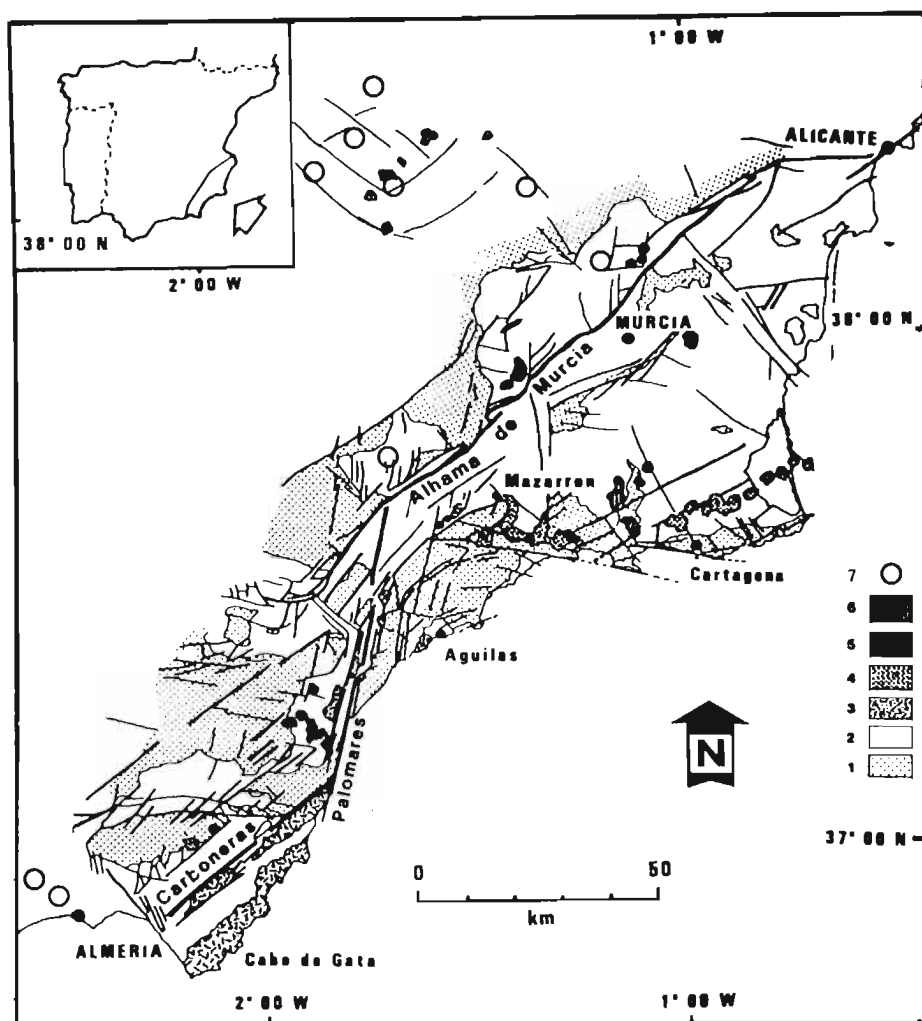 1° 00 W
ALICANTE
38° 00 N
2° 00 W
38° 00 N
MURCIA
Alhama de Murcia
Mazarron
Cartagena
7
6
5
4
3
2
1
Aguilas
N
Palomares
Carboneras
37° 00 N
0 50
km
ALMERIA
Cabo de Gata
2° 00 W
1° 00 W